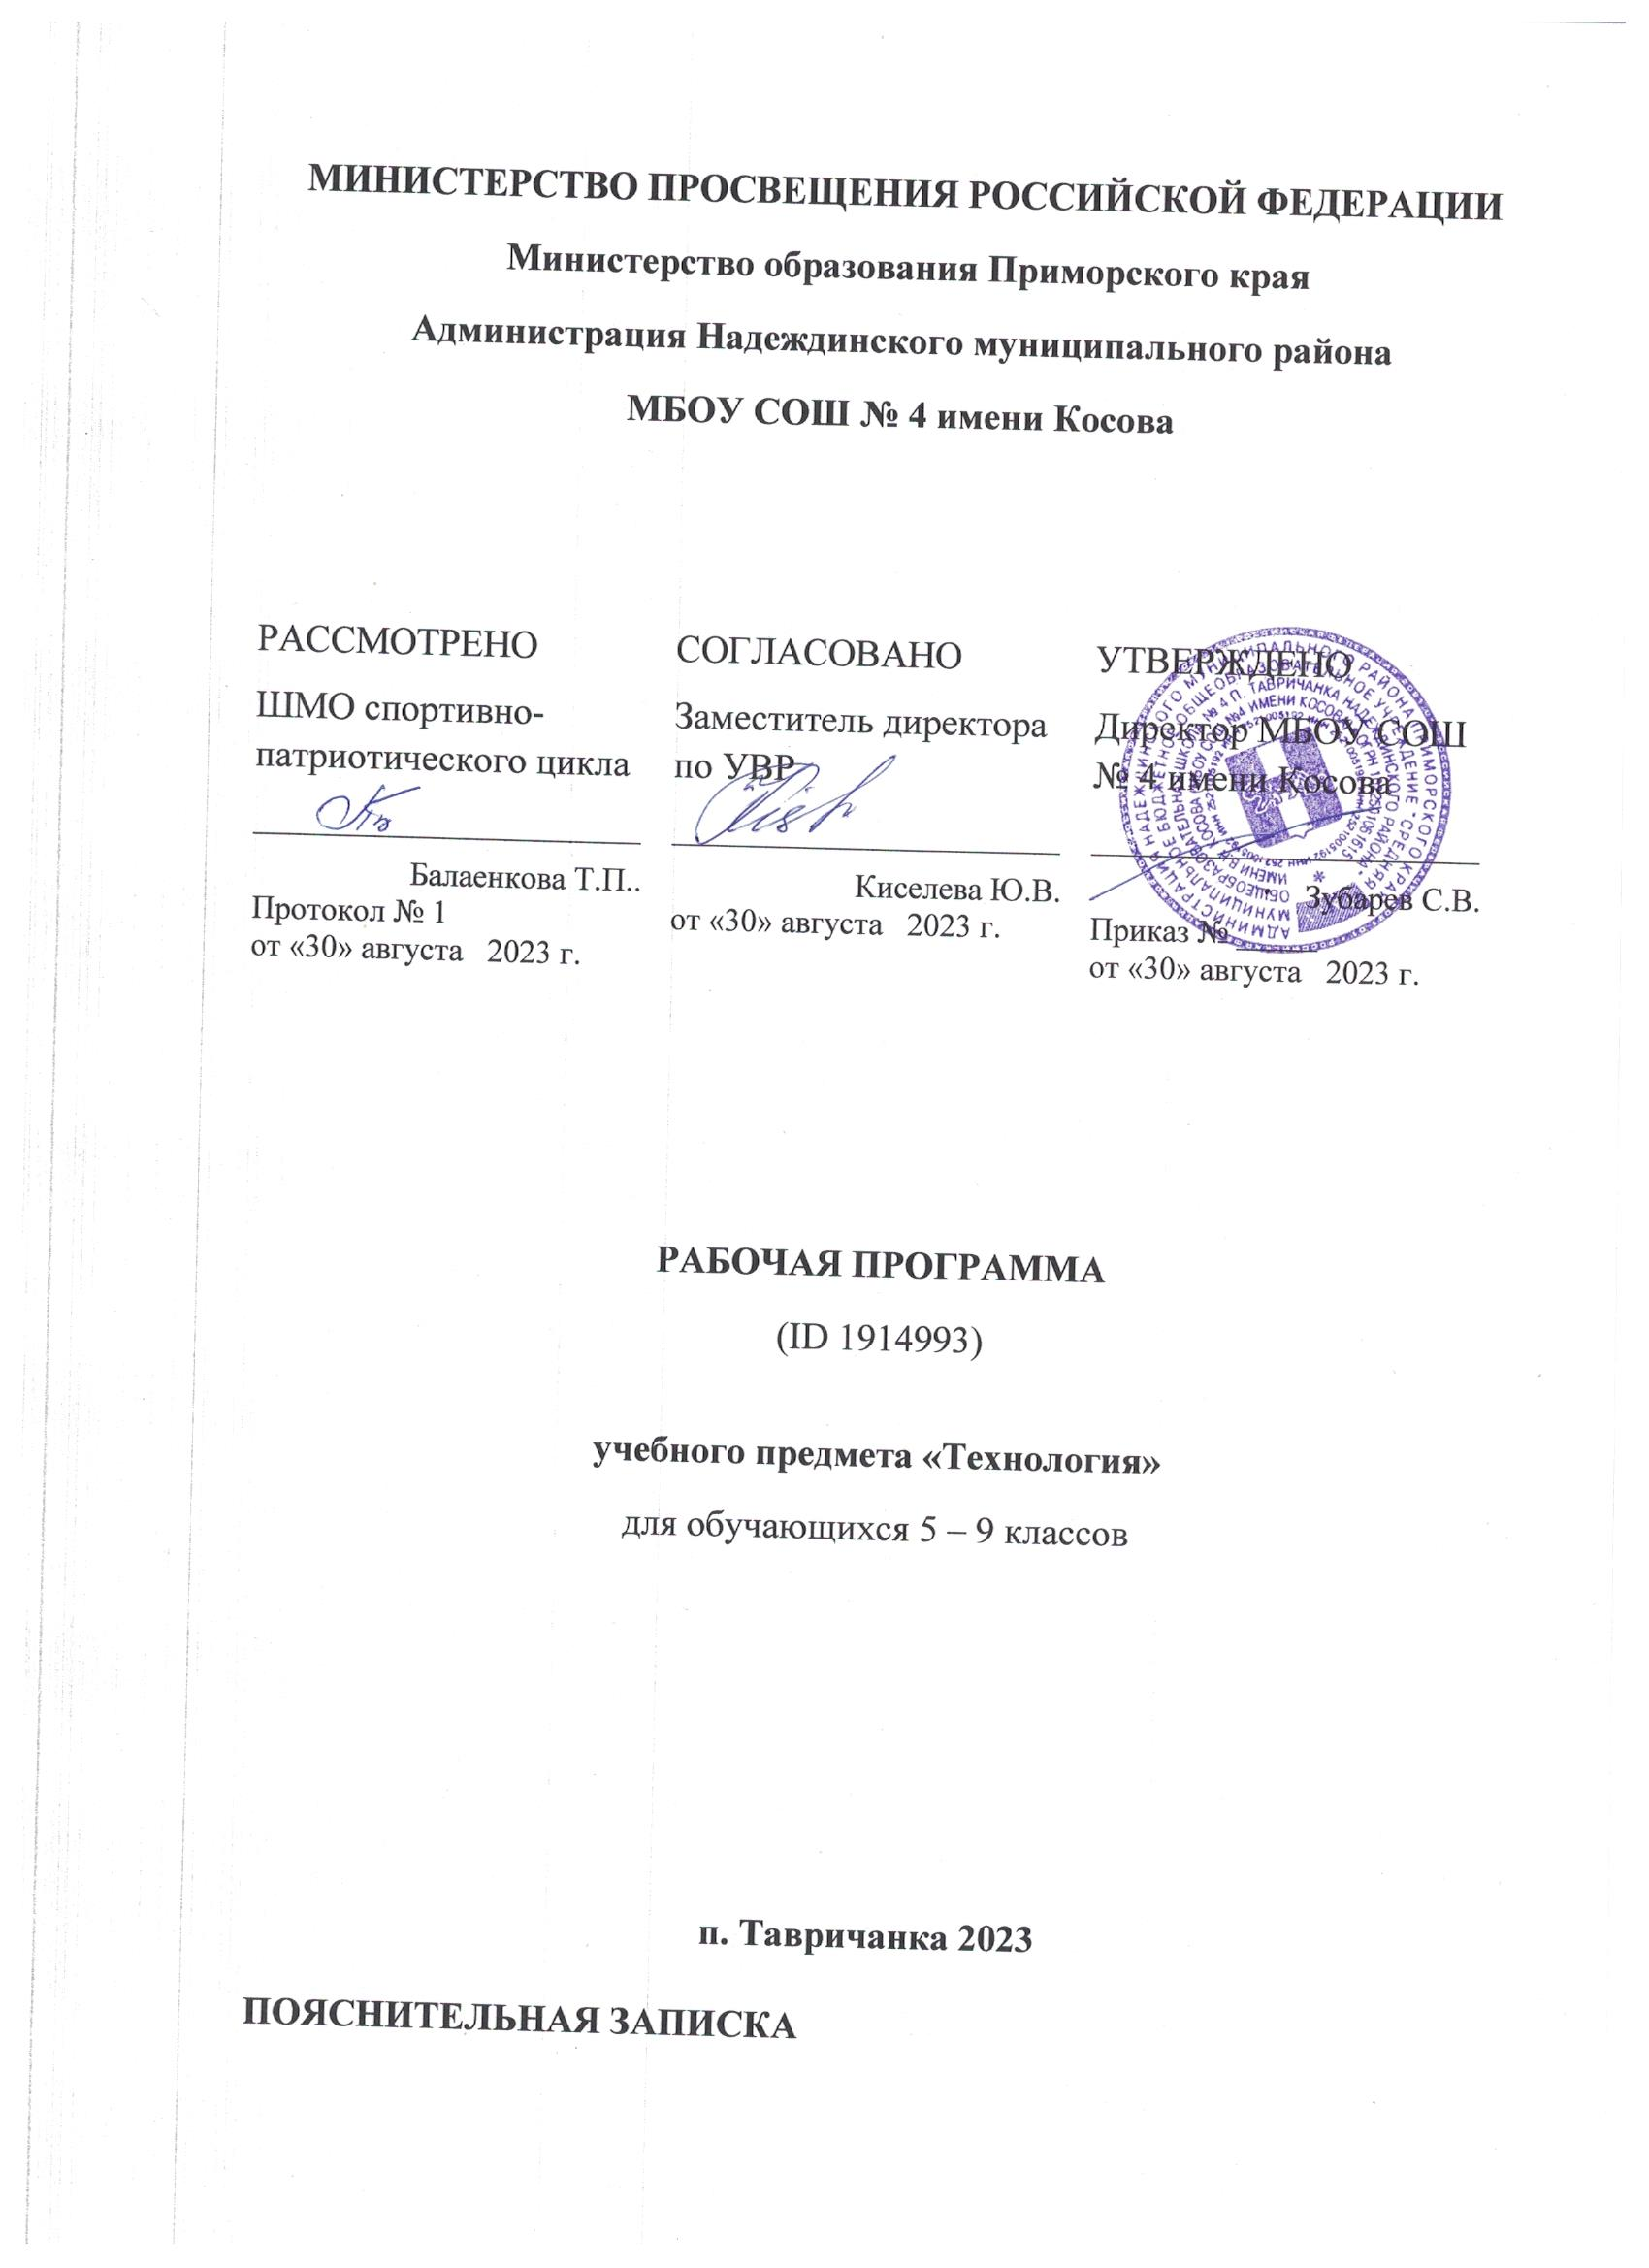 МИНИСТЕРСТВО ПРОСВЕЩЕНИЯ РОССИЙСКОЙ ФЕДЕРАЦИИ
Министерство образования Приморского края
Администрация Надеждинского муниципального района
МБОУ СОШ № 4 имени Косова
РАССМОТРЕНО
ШМО спортивно-
патриотического цикла
Балаенкова Т.П..
Протокол № 1
от «30» августа 2023 г.
СОГЛАСОВАНО
Заместитель директора
по УВР
Киселева Ю.В.
от «30» августа 2023 г.
УТВЕРЖДЕНО
Директор МБОУ СОШ
№ 4 имени Косова
Зубарев С.В.
Приказ №
от «30» августа 2023 г.
РАБОЧАЯ ПРОГРАММА
(ID 1914993)
учебного предмета «Технология»
для обучающихся 5 – 9 классов
п. Тавричанка 2023
ПОЯСНИТЕЛЬНАЯ ЗАПИСКА